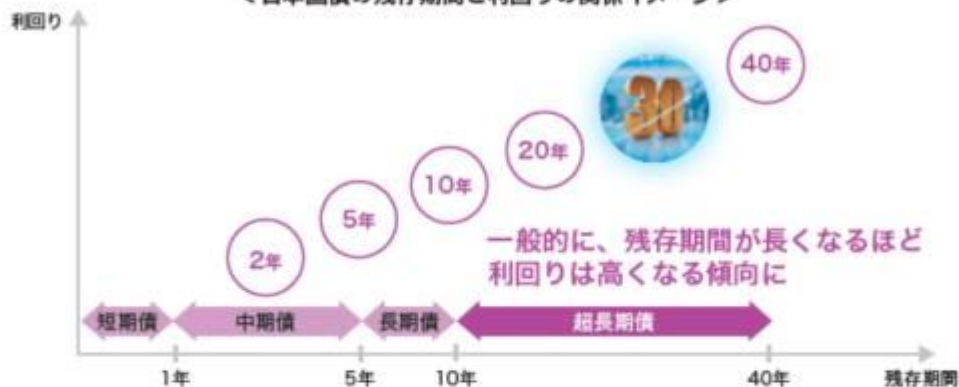 利回り
40年
30
20年
10年
5年
2年
一般的に、残存期間が長くなるほど
利回りは高くなる傾向に
短期債 中期債 長期債 超長期債
1年 5年 10年 40年 残存期間